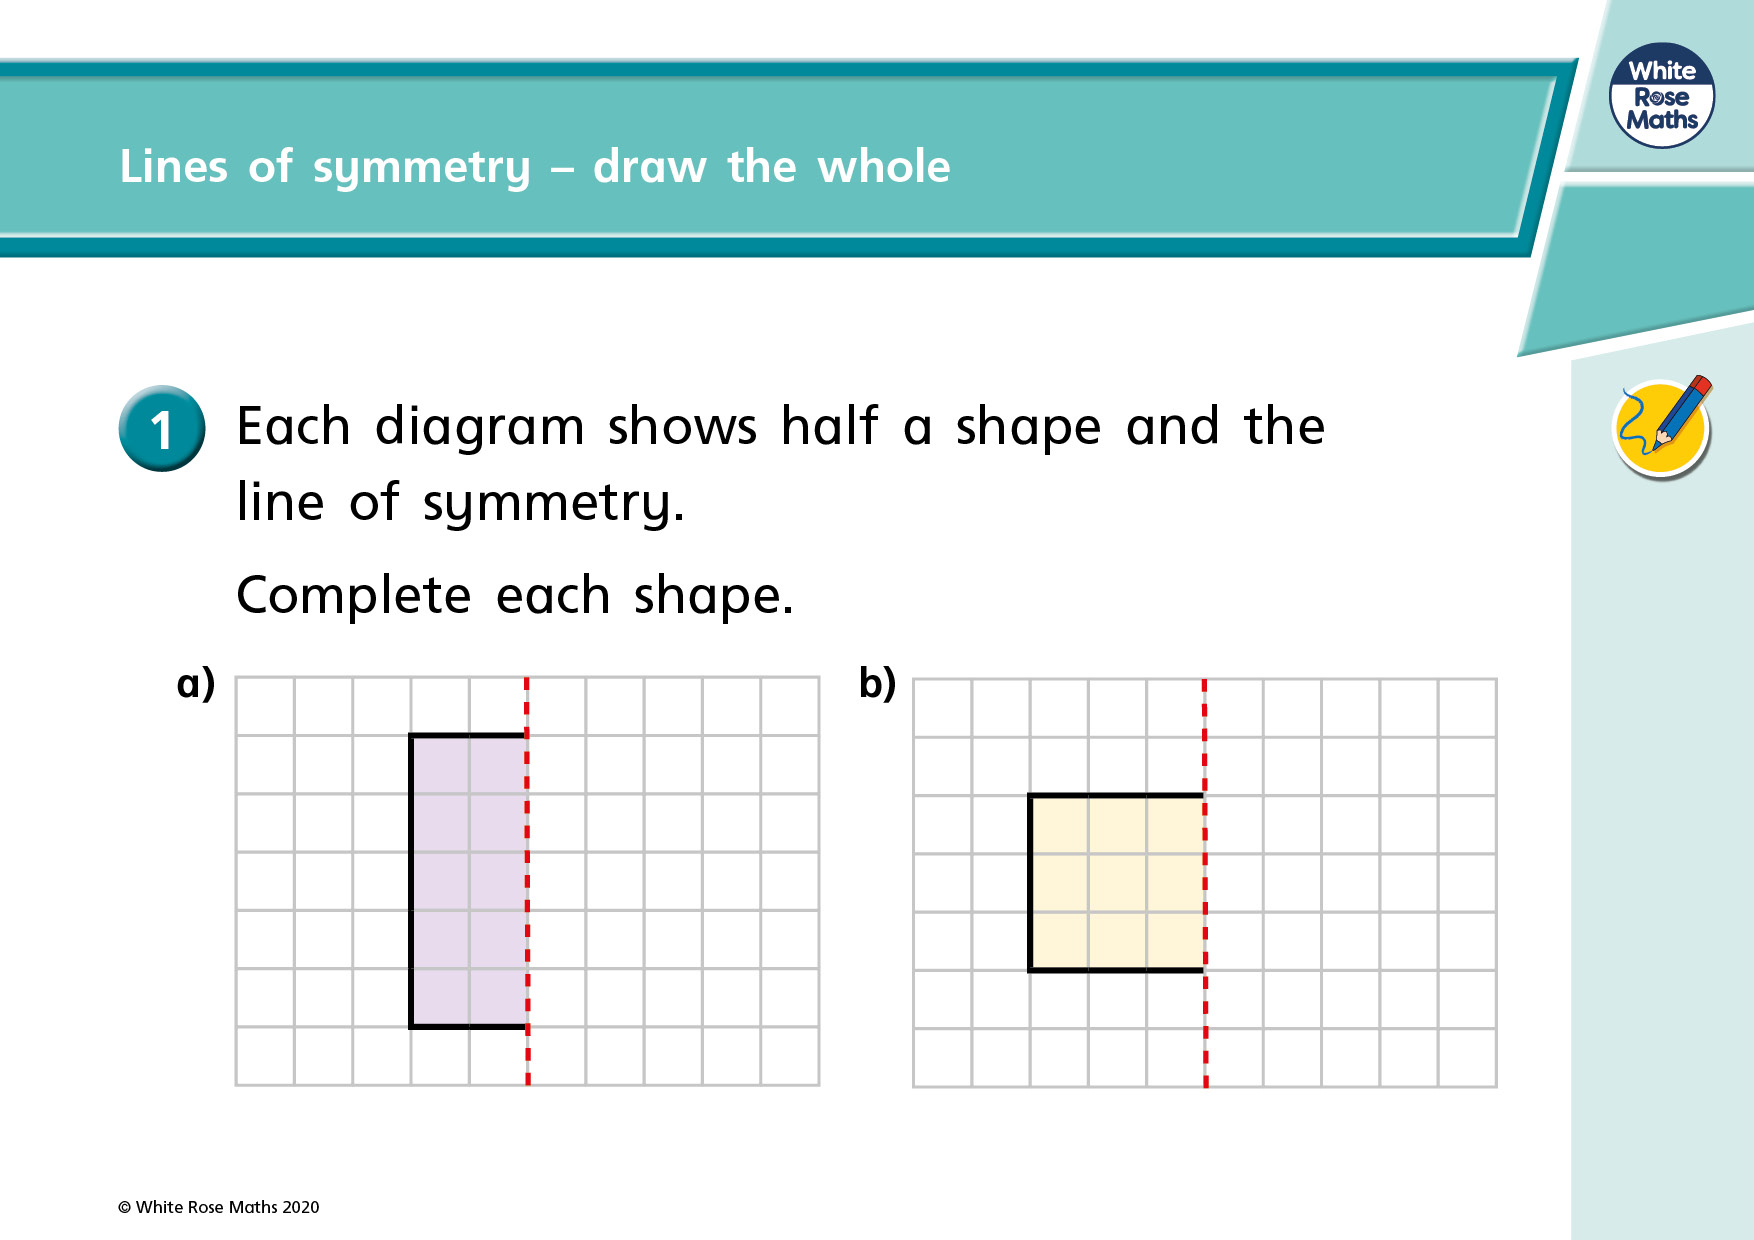 White
Rose
Maths
Lines of symmetry – draw the whole
1 Each diagram shows half a shape and the
line of symmetry.
Complete each shape.
a)
b)
© White Rose Maths 2020